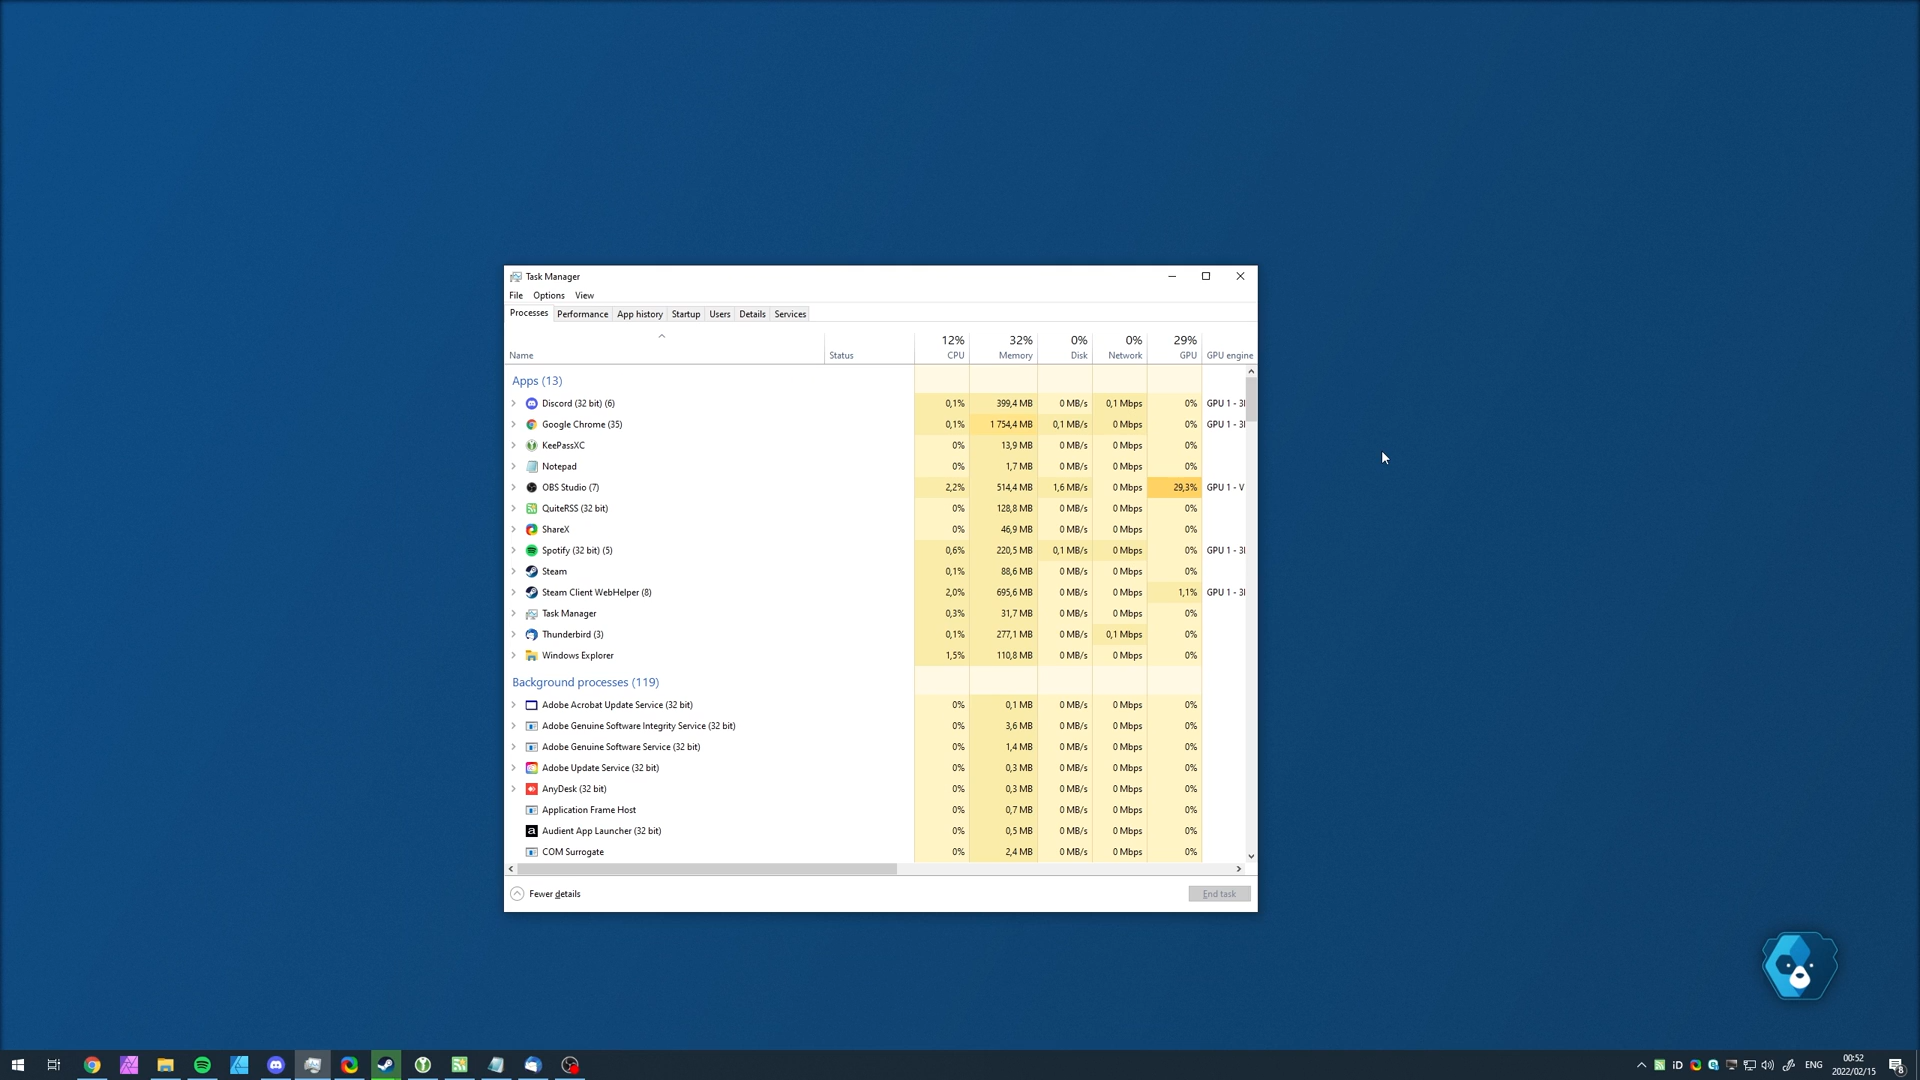 Task Manager
File Options View
Processes Performance App history Startup Users Details Services
12% 32% 0% 0% 29%
Name Status CPU Memory Disk Network GPU GPU engine
Apps (13)
Discord (32 bit) (6) 0,1% 399,4 MB 0 MB/s 0,1 Mbps 0% GPU 1 - 3
Google Chrome (35) 0,1% 1 754,4 MB 0,1 MB/s 0 Mbps 0% GPU 1 - 3
KeePassXC 0% 13,9 MB 0 MB/s 0 Mbps 0%
Notepad 0% 1,7 MB 0 MB/s 0 Mbps 0%
OBS Studio (7) 2,2% 514,4 MB 1,6 MB/s 0 Mbps 29,3% GPU 1 - V
QuiteRSS (32 bit) 0% 128,8 MB 0 MB/s 0 Mbps 0%
ShareX 0% 46,9 MB 0 MB/s 0 Mbps 0%
Spotify (32 bit) (5) 0,6% 220,5 MB 0,1 MB/s 0 Mbps 0% GPU 1 - 3
Steam 0,1% 88,6 MB 0 MB/s 0 Mbps 0%
Steam Client WebHelper (8) 2,0% 695,6 MB 0 MB/s 0 Mbps 1,1% GPU 1 - 3
Task Manager 0,3% 31,7 MB 0 MB/s 0 Mbps 0%
Thunderbird (3) 0,1% 277,1 MB 0 MB/s 0,1 Mbps 0%
Windows Explorer 1,5% 110,8 MB 0 MB/s 0 Mbps 0%
Background processes (119)
Adobe Acrobat Update Service (32 bit) 0% 0,1 MB 0 MB/s 0 Mbps 0%
Adobe Genuine Software Integrity Service (32 bit) 0% 3,6 MB 0 MB/s 0 Mbps 0%
Adobe Genuine Software Service (32 bit) 0% 1,4 MB 0 MB/s 0 Mbps 0%
Adobe Update Service (32 bit) 0% 0,3 MB 0 MB/s 0 Mbps 0%
AnyDesk (32 bit) 0% 0,3 MB 0 MB/s 0 Mbps 0%
Application Frame Host 0% 0,7 MB 0 MB/s 0 Mbps 0%
Audient App Launcher (32 bit) 0% 0,5 MB 0 MB/s 0 Mbps 0%
COM Surrogate 0% 2,4 MB 0 MB/s 0 Mbps 0%
Fewer details End task
iD ENG 00:52
2022/02/15 8